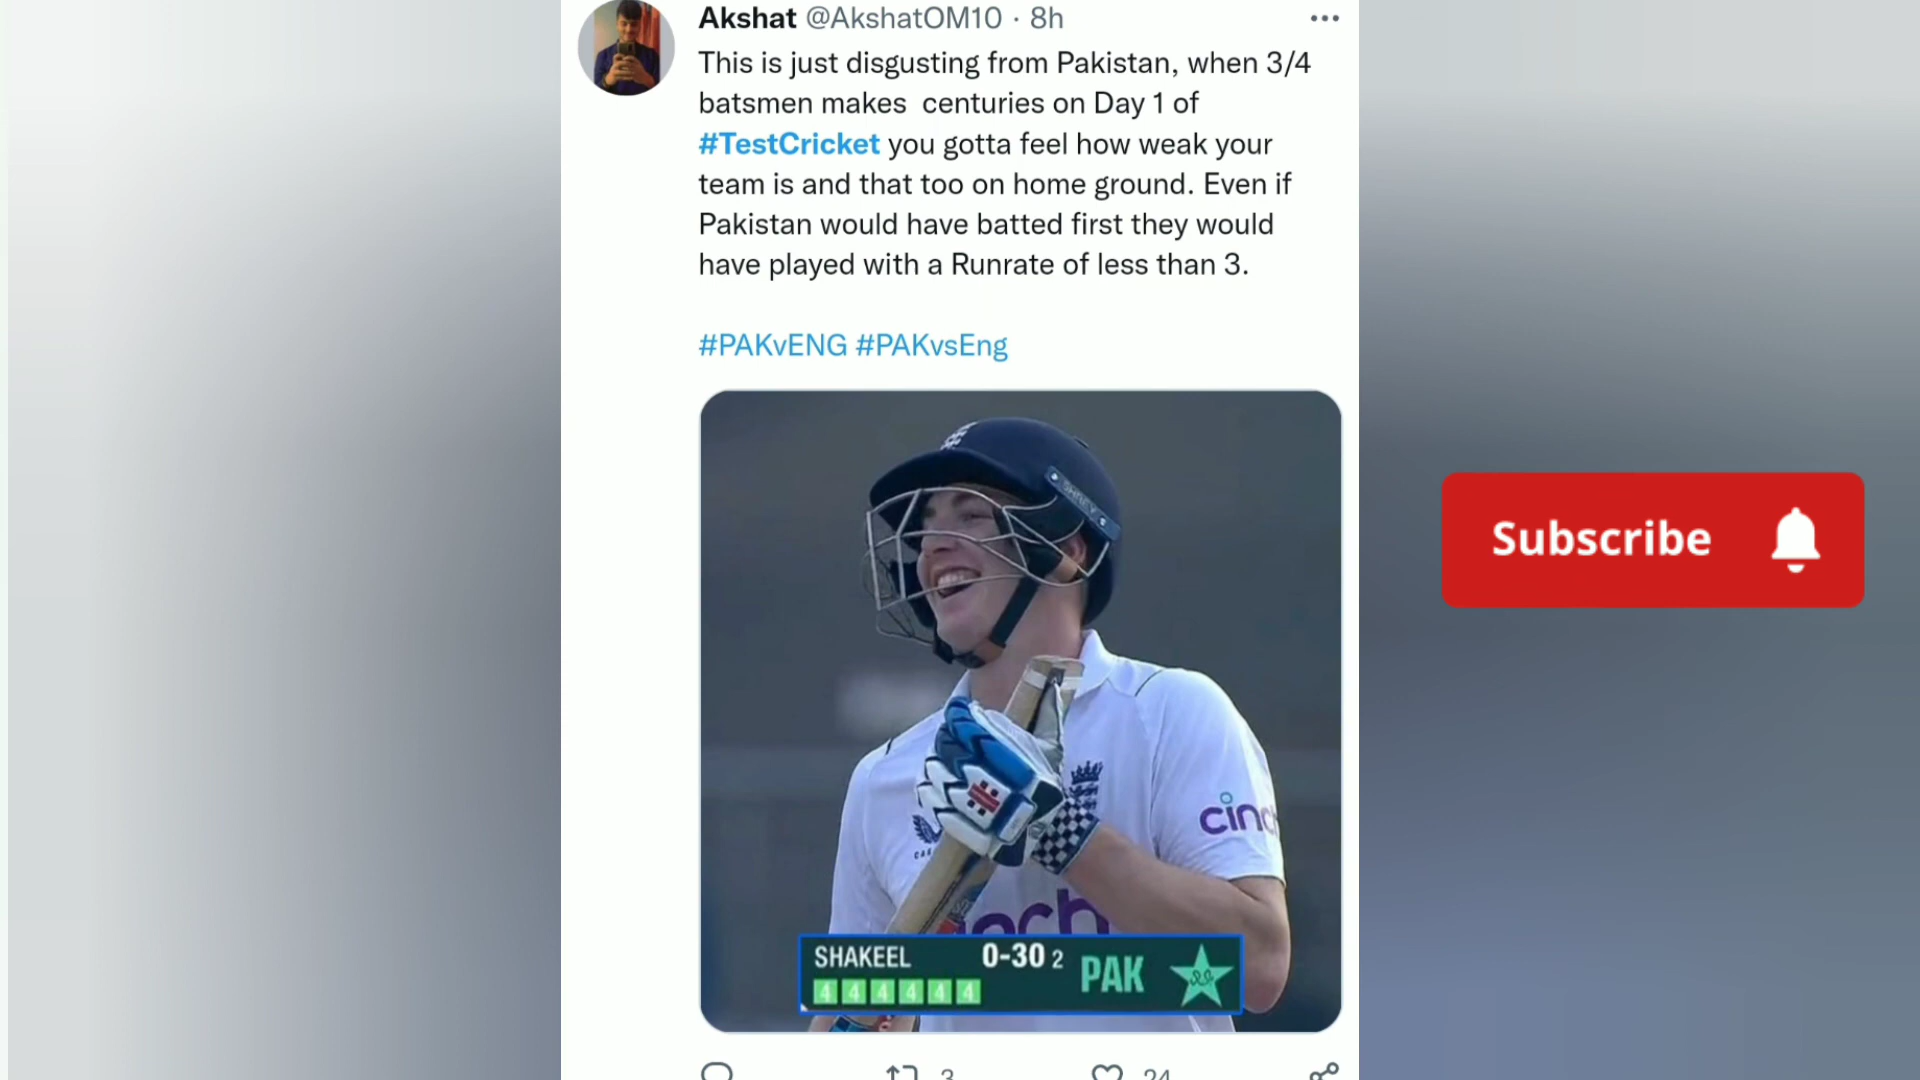 Akshat @AkshatOM10 · 8h
This is just disgusting from Pakistan, when 3/4
batsmen makes centuries on Day 1 of
#TestCricket you gotta feel how weak your
team is and that too on home ground. Even if
Pakistan would have batted first they would
have played with a Runrate of less than 3.
#PAKvENG #PAKvsEng
Subscribe
cinch
SHAKEEL 0-30 2 PAK
4 4 4 4 4 4
3 24